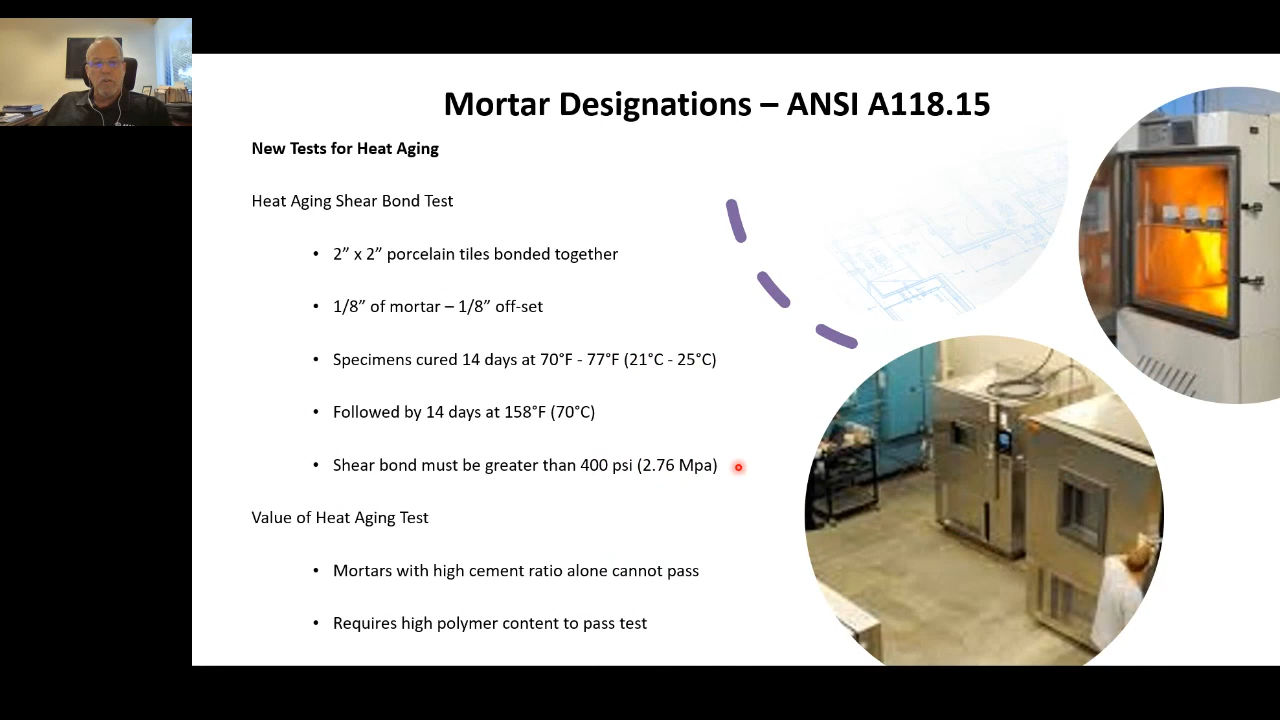 Mortar Designations – ANSI A118.15
New Tests for Heat Aging
Heat Aging Shear Bond Test
• 2” x 2” porcelain tiles bonded together
• 1/8” of mortar – 1/8” off-set
• Specimens cured 14 days at 70°F - 77°F (21°C - 25°C)
• Followed by 14 days at 158°F (70°C)
• Shear bond must be greater than 400 psi (2.76 Mpa)
Value of Heat Aging Test
• Mortars with high cement ratio alone cannot pass
• Requires high polymer content to pass test